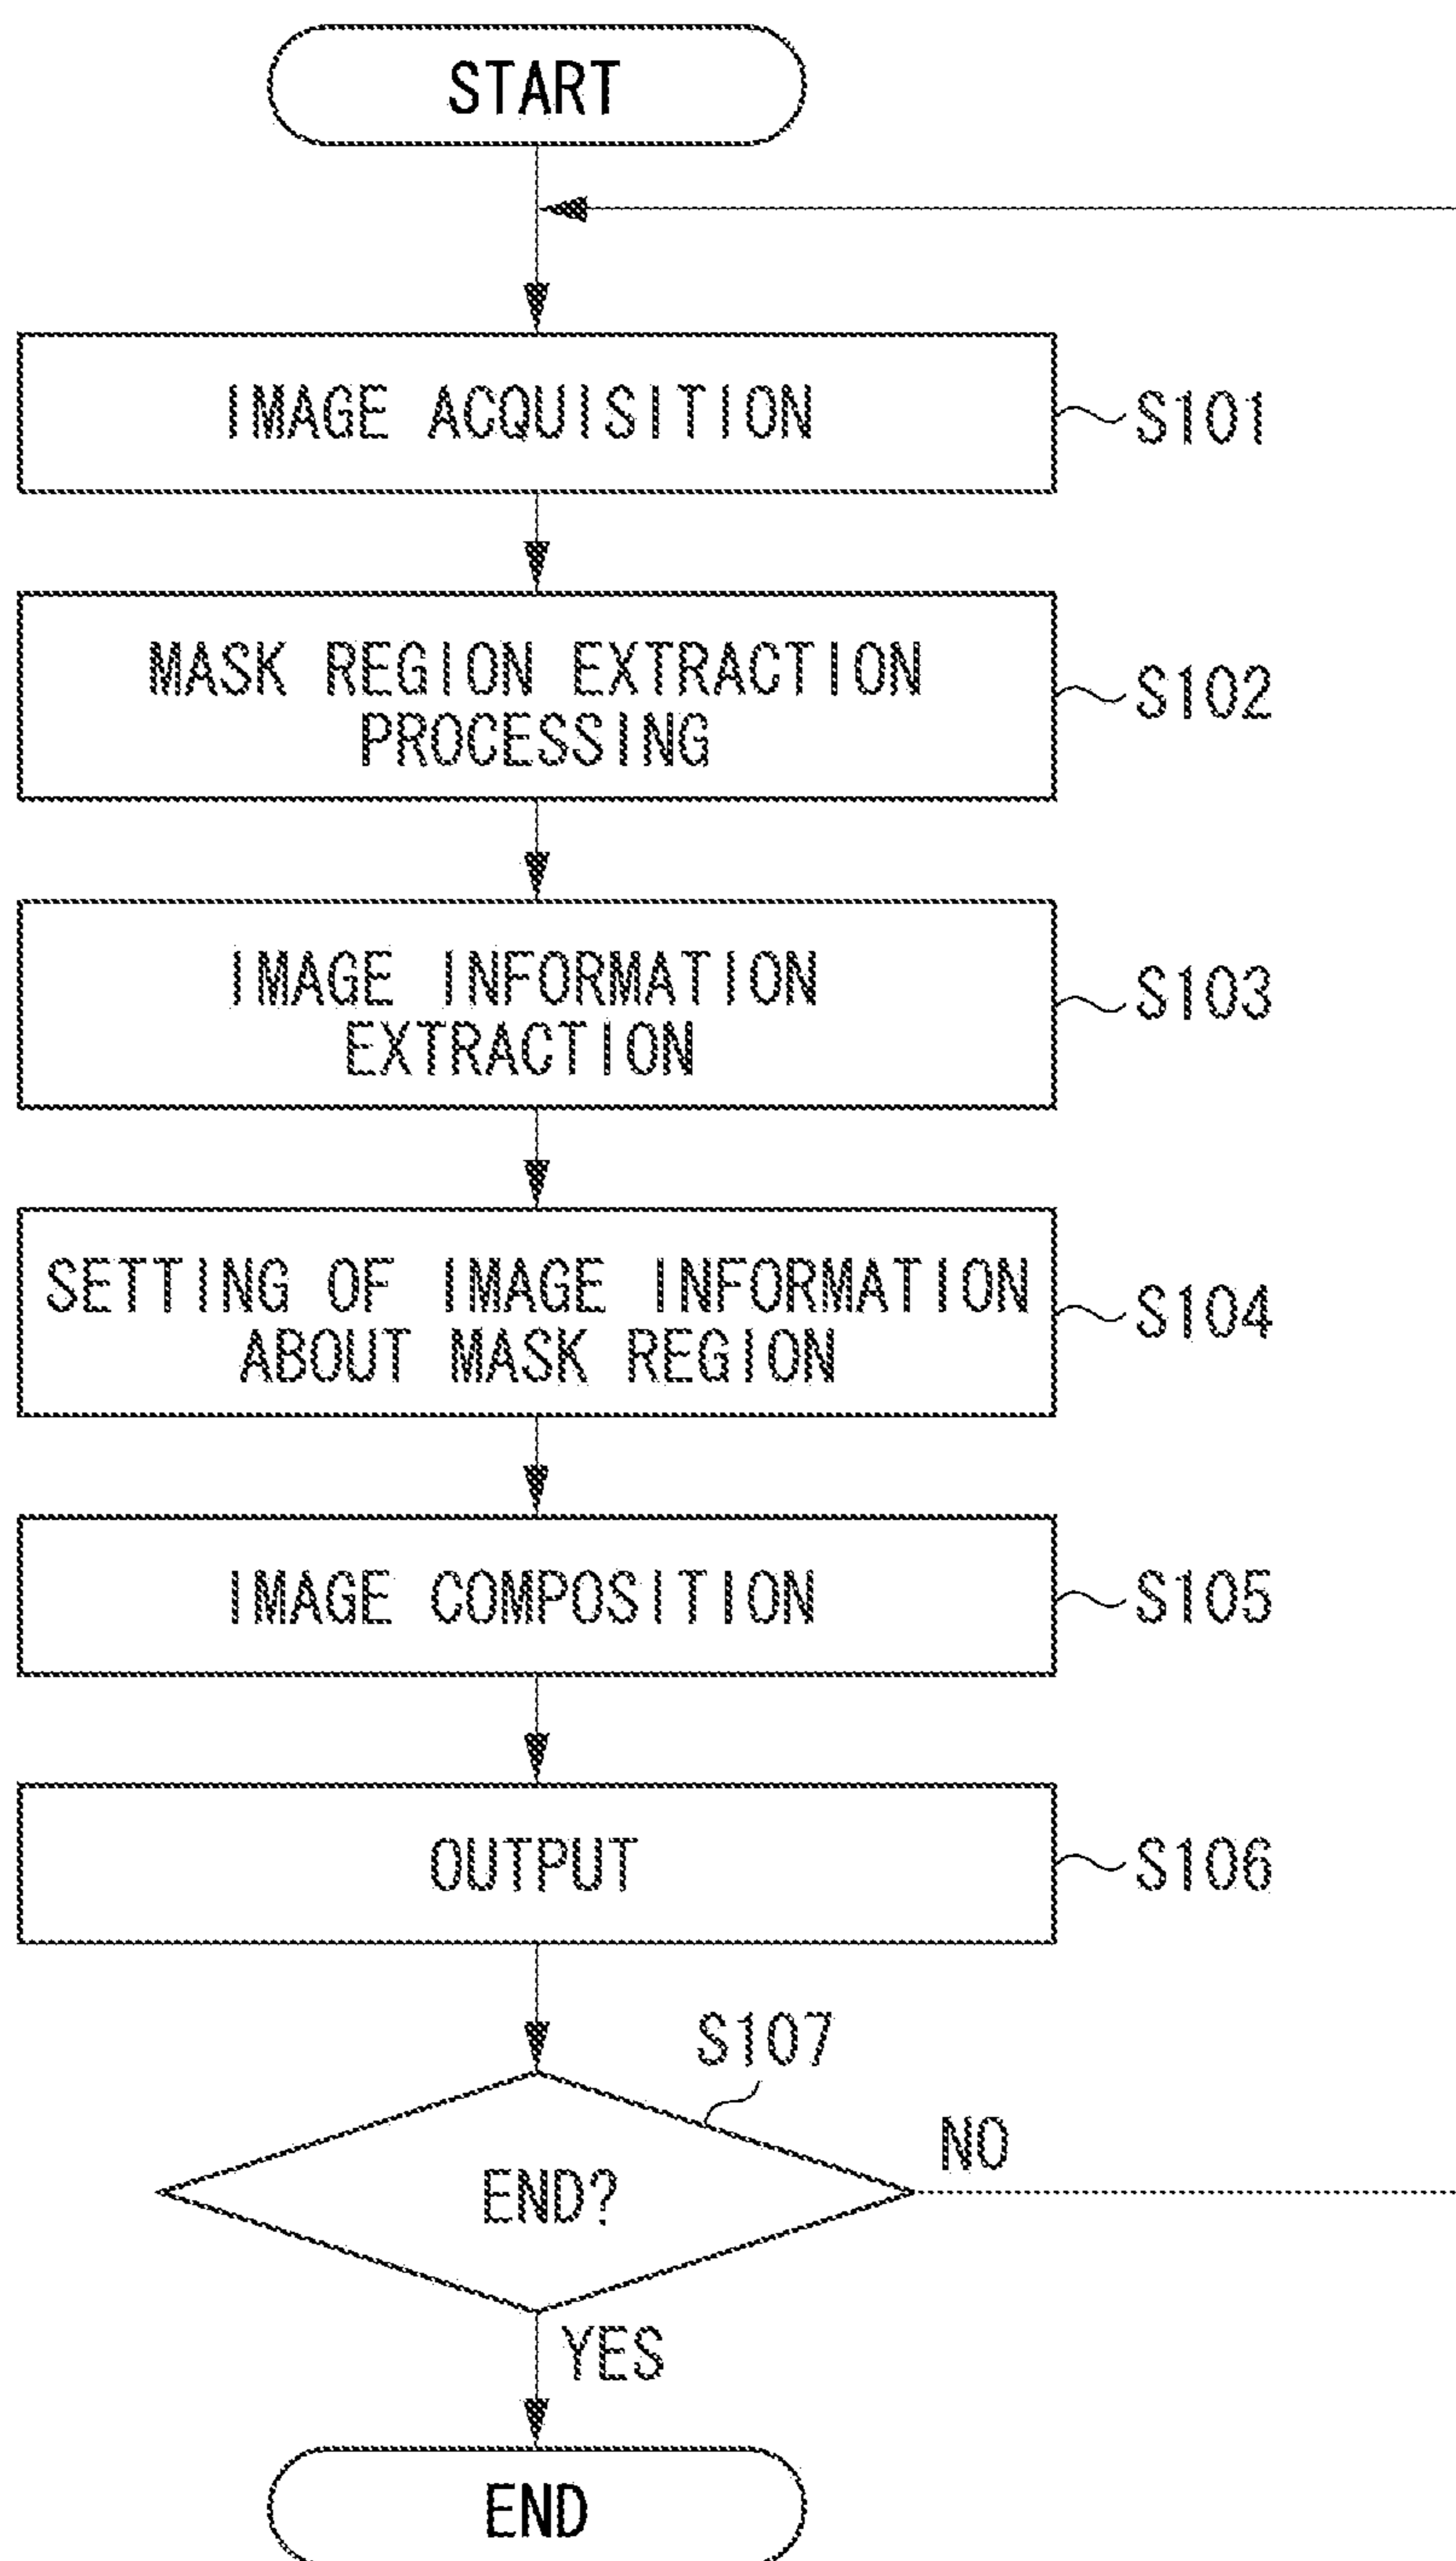 START
IMAGE ACQUISITION
S101
MASK REGION EXTRACTION
PROCESSING
S102
IMAGE INFORMATION
EXTRACTION
S103
SETTING OF IMAGE INFORMATION
ABOUT MASK REGION
S104
IMAGE COMPOSITION
S105
OUTPUT
S106
S107
END?
NO
YES
END